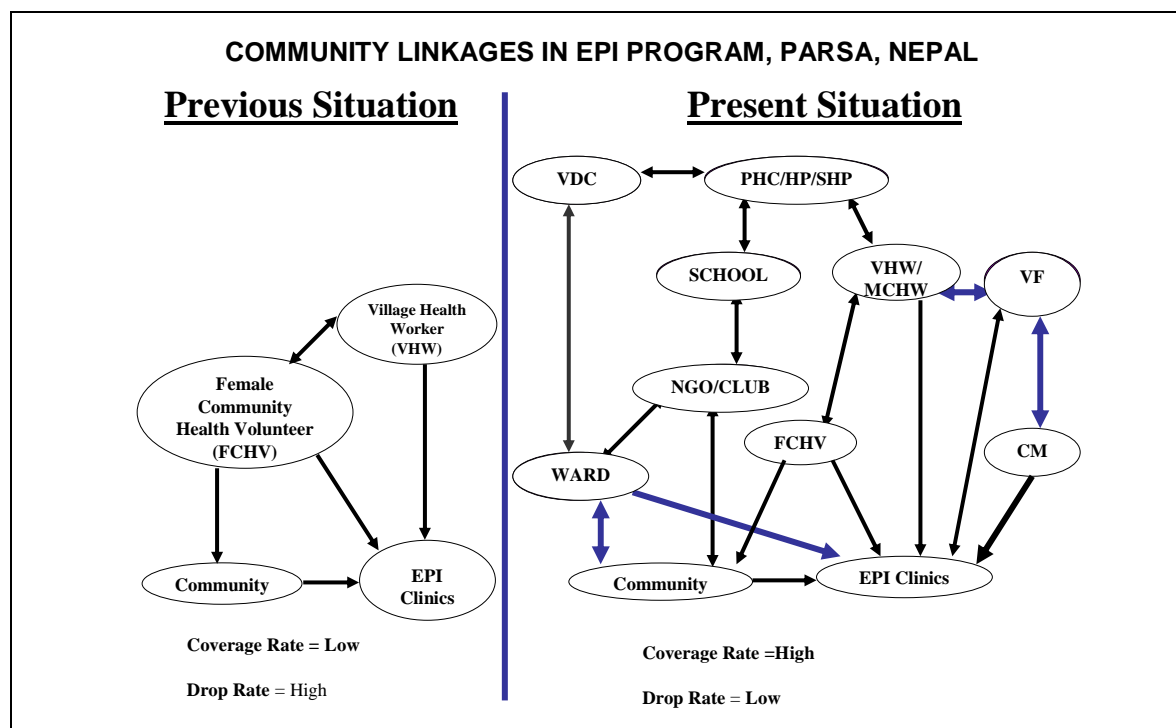 COMMUNITY LINKAGES IN EPI PROGRAM, PARSA, NEPAL
Previous Situation
Village Health
Worker
(VHW)
Female
Community
Health Volunteer
(FCHV)
Community
EPI
Clinics
Coverage Rate = Low
Drop Rate = High
Present Situation
VDC
PHC/HP/SHP
SCHOOL
VHW/
MCHW
VF
NGO/CLUB
FCHV
CM
WARD
Community
EPI Clinics
Coverage Rate =High
Drop Rate = Low